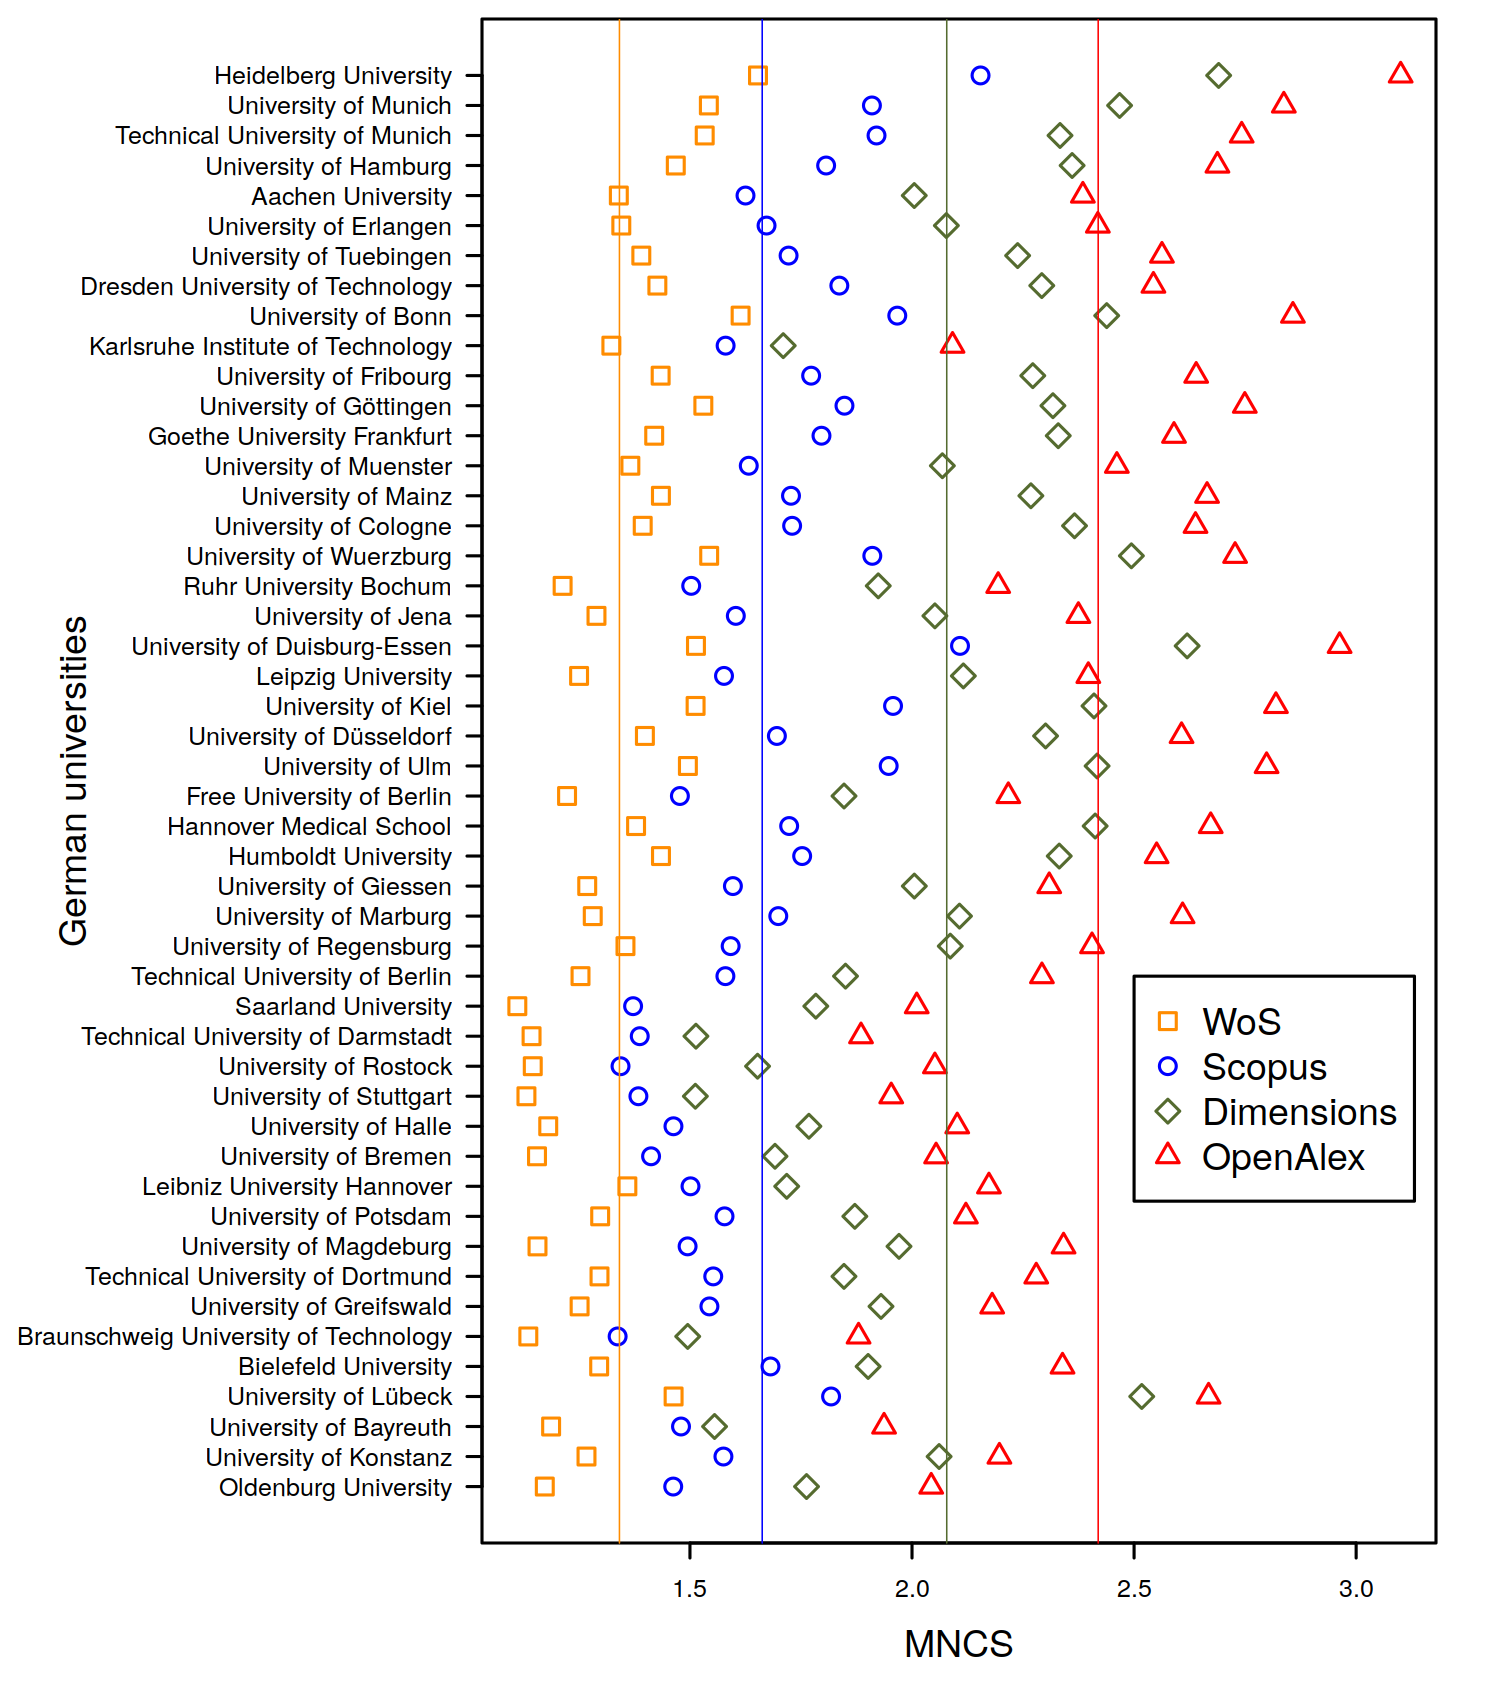 Heidelberg University
University of Munich
Technical University of Munich
University of Hamburg
Aachen University
University of Erlangen
University of Tuebingen
Dresden University of Technology
University of Bonn
Karlsruhe Institute of Technology
University of Fribourg
University of Göttingen
Goethe University Frankfurt
University of Muenster
University of Mainz
University of Cologne
University of Wuerzburg
Ruhr University Bochum
University of Jena
University of Duisburg-Essen
Leipzig University
University of Kiel
University of Düsseldorf
University of Ulm
Free University of Berlin
Hannover Medical School
Humboldt University
University of Giessen
University of Marburg
University of Regensburg
Technical University of Berlin
Saarland University
Technical University of Darmstadt
University of Rostock
University of Stuttgart
University of Halle
University of Bremen
Leibniz University Hannover
University of Potsdam
University of Magdeburg
Technical University of Dortmund
University of Greifswald
Braunschweig University of Technology
Bielefeld University
University of Lübeck
University of Bayreuth
University of Konstanz
Oldenburg University
German universities
WoS
Scopus
Dimensions
OpenAlex
1.5 2.0 2.5 3.0
MNCS